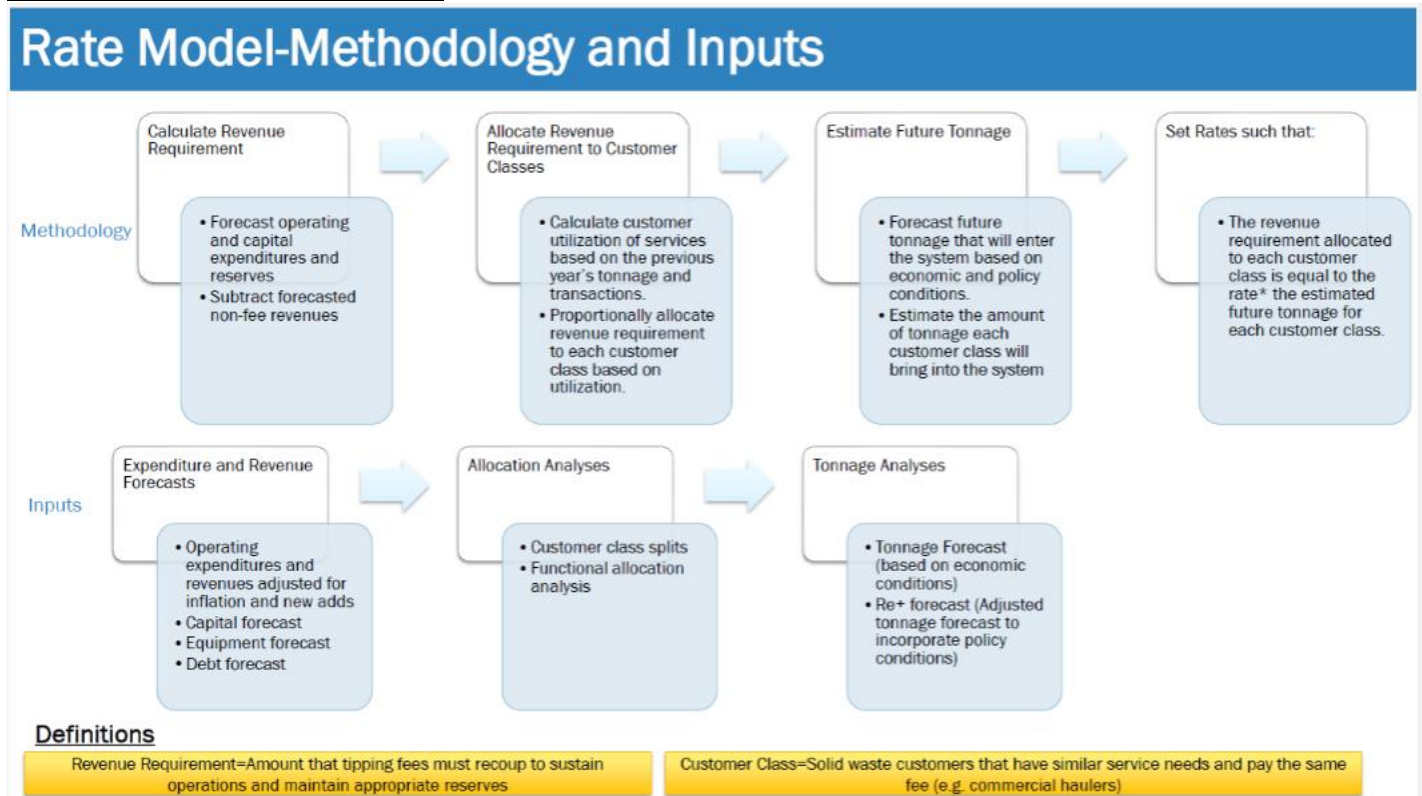 Rate Model-Methodology and Inputs
Methodology
Calculate Revenue
Requirement
• Forecast operating
and capital
expenditures and
reserves
• Subtract forecasted
non-fee revenues
Allocate Revenue
Requirement to Customer
Classes
• Calculate customer
utilization of services
based on the previous
year's tonnage and
transactions.
• Proportionally allocate
revenue requirement
to each customer
class based on
utilization.
Estimate Future Tonnage
• Forecast future
tonnage that will enter
the system based on
economic and policy
conditions.
• Estimate the amount
of tonnage each
customer class will
bring into the system
Set Rates such that:
• The revenue
requirement allocated
to each customer
class is equal to the
rate* the estimated
future tonnage for
each customer class.
Inputs
Expenditure and Revenue
Forecasts
• Operating
expenditures and
revenues adjusted for
inflation and new adds
• Capital forecast
• Equipment forecast
• Debt forecast
Allocation Analyses
• Customer class splits
• Functional allocation
analysis
Tonnage Analyses
• Tonnage Forecast
(based on economic
conditions)
• Re+ forecast (Adjusted
tonnage forecast to
incorporate policy
conditions)
Definitions
Revenue Requirement=Amount that tipping fees must recoup to sustain
operations and maintain appropriate reserves
Customer Class=Solid waste customers that have similar service needs and pay the same
fee (e.g. commercial haulers)